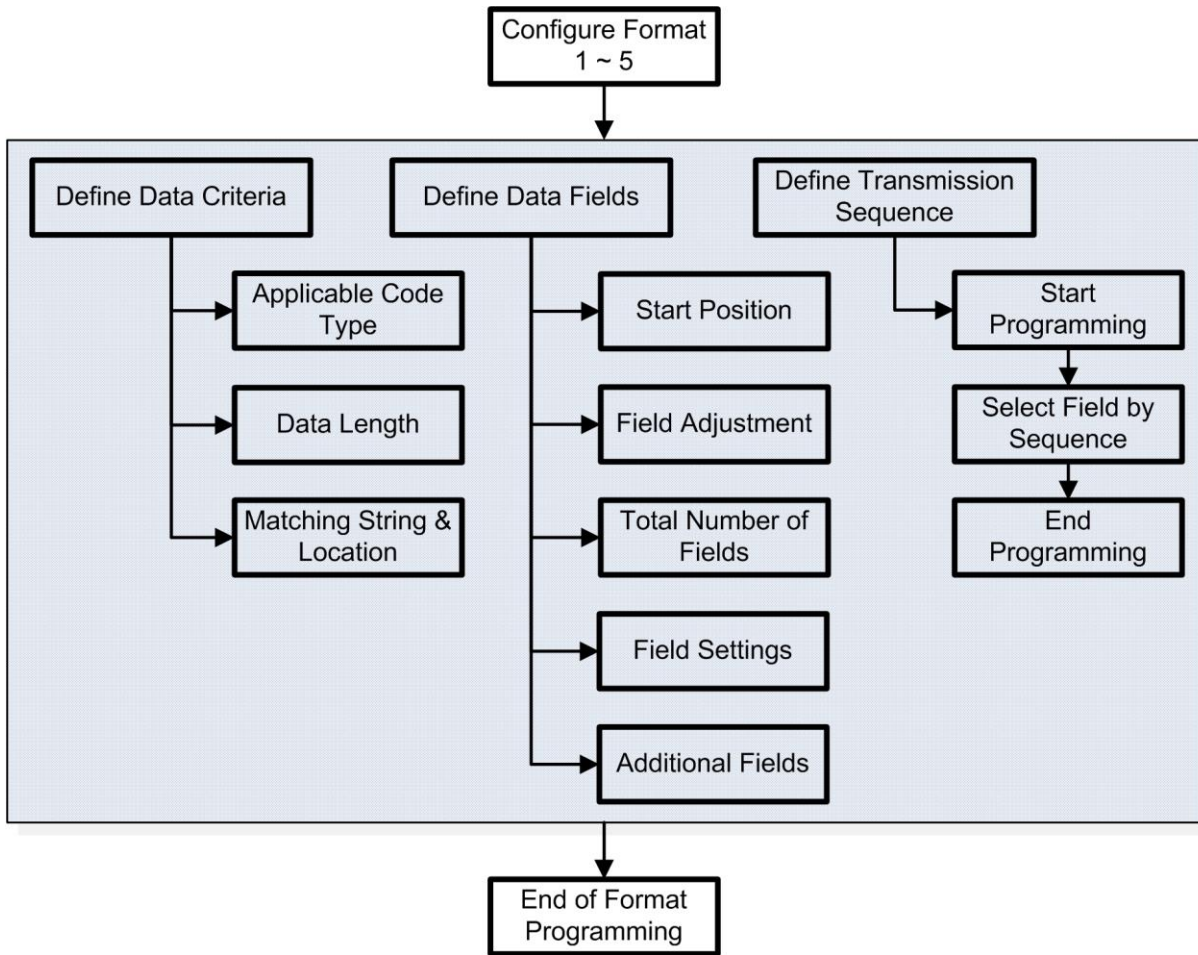 Configure Format
1 ~ 5
Define Data Criteria
Applicable Code
Type
Data Length
Matching String &
Location
Define Data Fields
Start Position
Field Adjustment
Total Number of
Fields
Field Settings
Additional Fields
Define Transmission
Sequence
Start
Programming
Select Field by
Sequence
End
Programming
End of Format
Programming